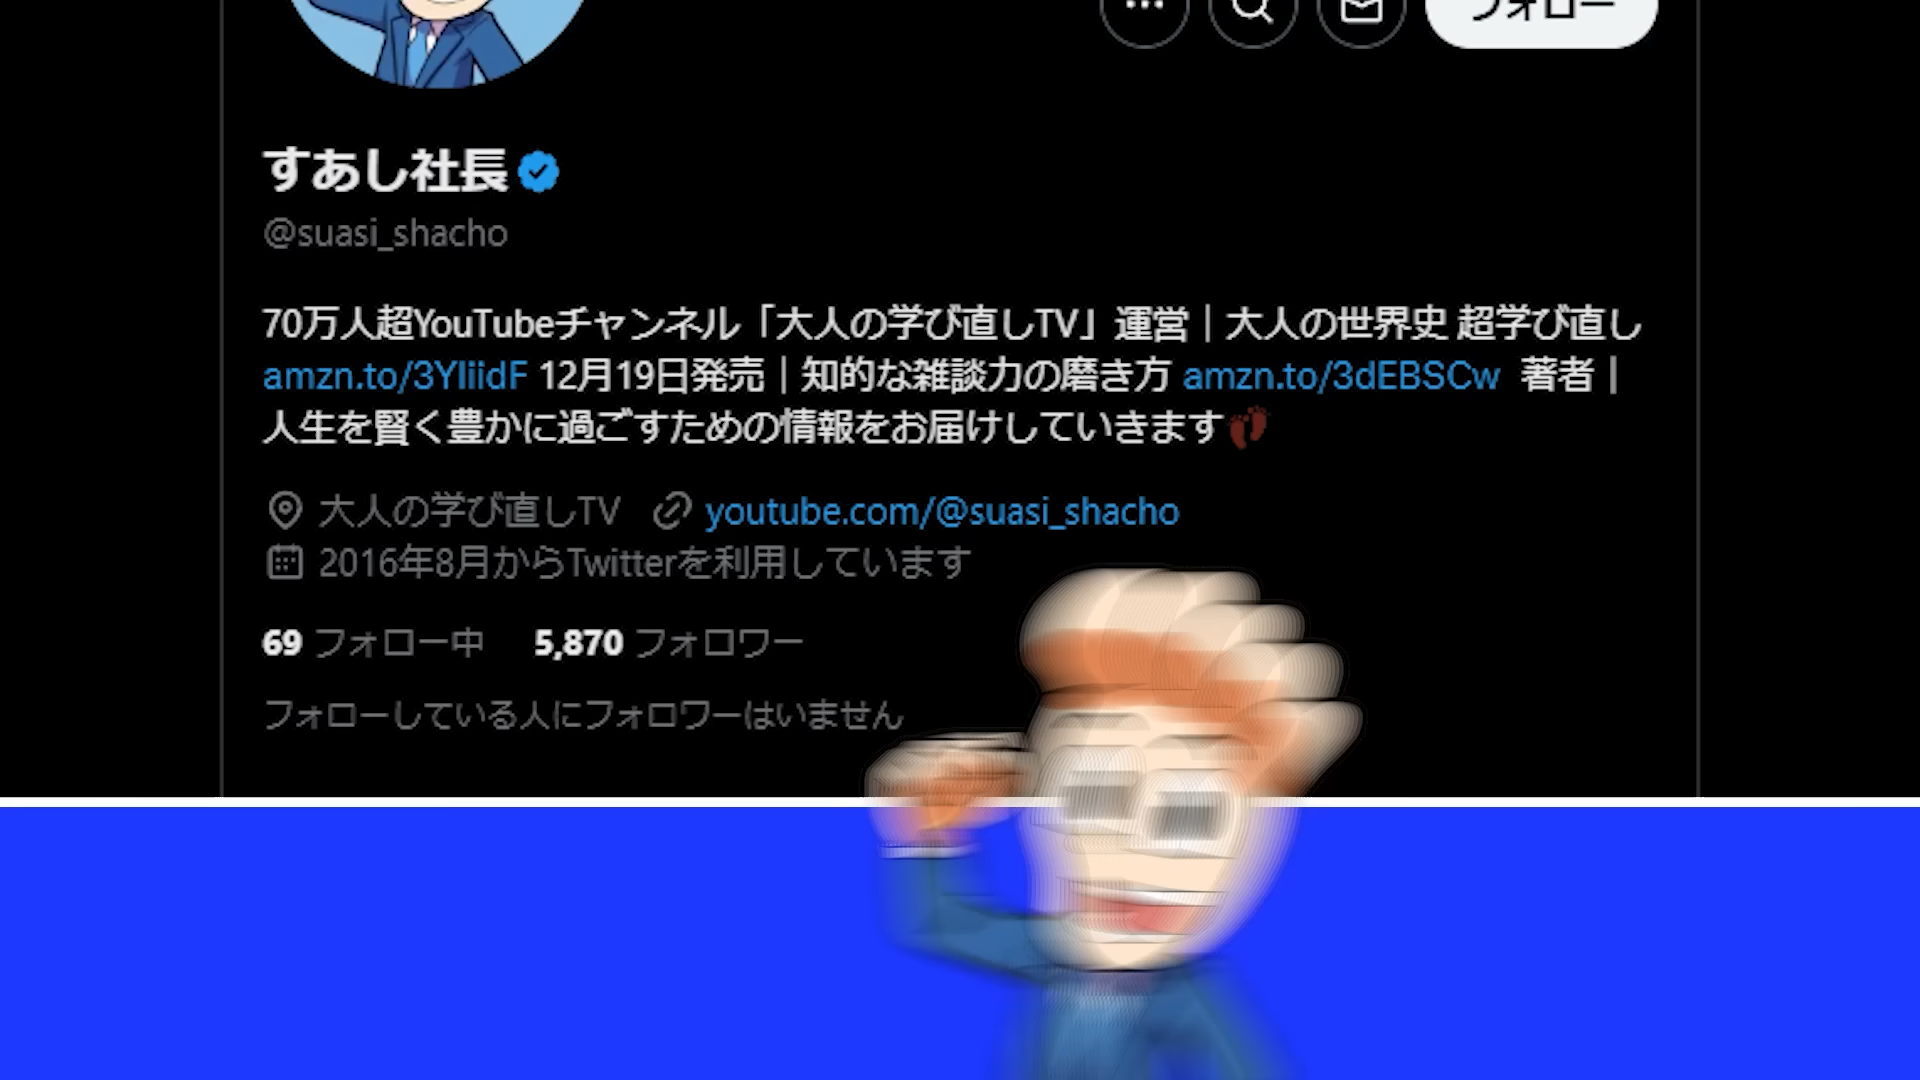 フォロー
すあし社長
@suasi_shacho
70万人超YouTubeチャンネル「大人の学び直しTV」運営｜大人の世界史 超学び直し
amzn.to/3YIiidF 12月19日発売｜知的な雑談力の磨き方 amzn.to/3dEBSCw 著者｜
人生を賢く豊かに過ごすための情報をお届けしていきます👣
大人の学び直しTV youtube.com/@suasi_shacho
2016年8月からTwitterを利用しています
69 フォロー中 5,870 フォロワー
フォローしている人にフォロワーはいません